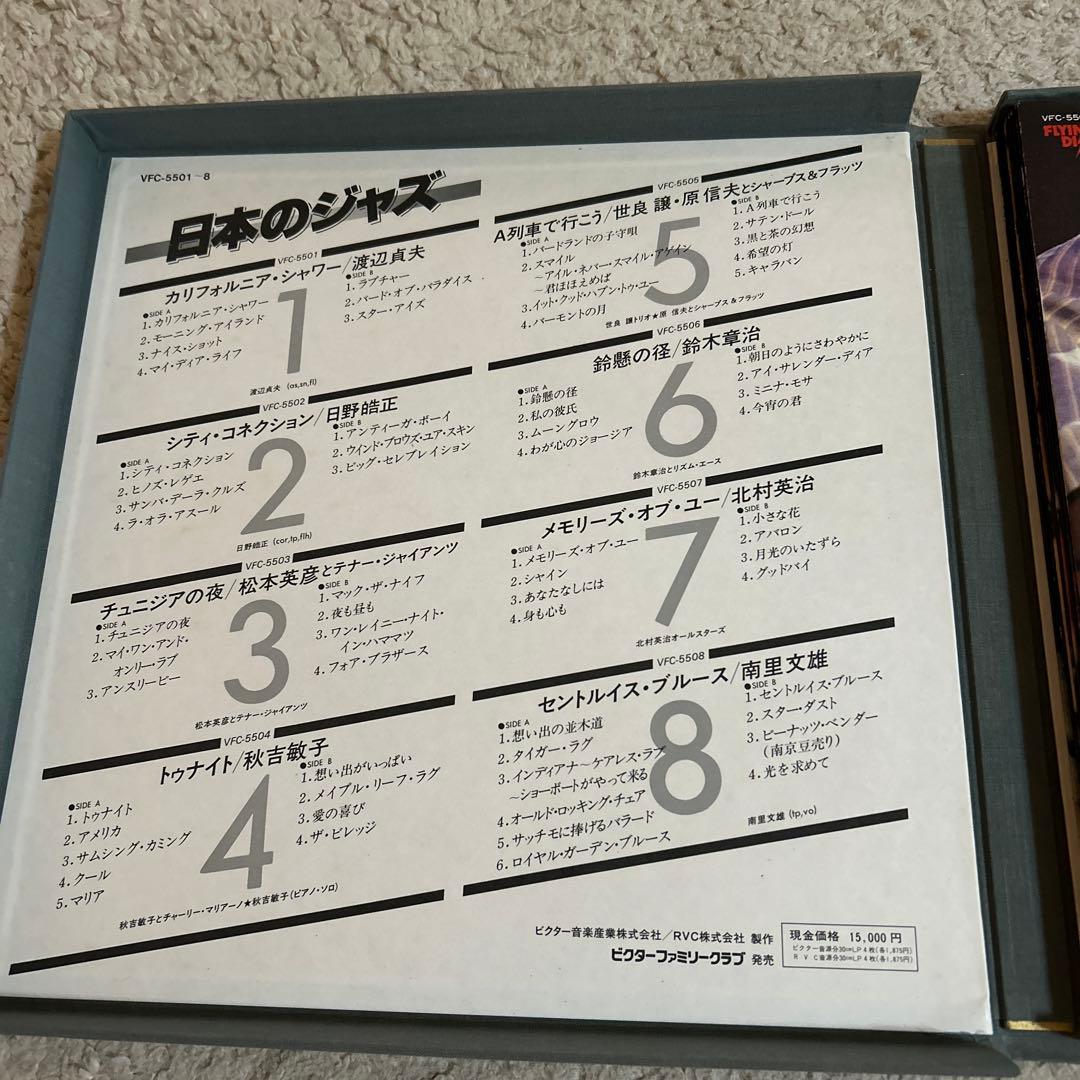 VFC-5501~8
日本のジャズ
VFC-5501
カリフォルニア・シャワー/渡辺貞夫
●SIDE A
1.カリフォルニア・シャワー
2.モーニング・アイランド
3.ナイス・ショット
4.マイ・ディア・ライフ
1
●SIDE B
1.ラプチャー
2.バード・オブ・パラダイス
3.スター・アイズ
渡辺貞夫 (as,sn,fl)
VFC-5502
シティ・コネクション/日野皓正
●SIDE A
1.シティ・コネクション
2.ヒノズ・レゲエ
3.サンバ・デーラ・クルズ
4.ラ・オラ・アスール
2
●SIDE B
1.アンティーガ・ボーイ
2.ウインド・ブロウズ・ユア・スキン
3.ビッグ・セレブレイション
日野皓正 (cor,tp,flh)
VFC-5503
チュニジアの夜/松本英彦とテナー・ジャイアンツ
●SIDE A
1.チュニジアの夜
2.マイ・ワン・アンド・
オンリー・ラブ
3.アンスリーピー
3
●SIDE B
1.マック・ザ・ナイフ
2.夜も昼も
3.ワン・レイニー・ナイト・
イン・ハママツ
4.フォア・ブラザース
松本英彦とテナー・ジャイアンツ
VFC-5504
トゥナイト/秋吉敏子
●SIDE A
1.トゥナイト
2.アメリカ
3.サムシング・カミング
4.クール
5.マリア
4
●SIDE B
1.想い出がいっぱい
2.メイプル・リーフ・ラグ
3.愛の喜び
4.ザ・ビレッジ
秋吉敏子とチャーリー・マリアーノ★秋吉敏子(ピアノ・ソロ)
VFC-5505
A列車で行こう/世良 譲・原 信夫とシャープス&フラッツ
●SIDE A
1.バードランドの子守唄
2.スマイル
～アイル・ネバー・スマイル・アゲイン
～君ほほえめば
3.イット・クッド・ハプン・トゥ・ユー
4.バーモントの月
5
●SIDE B
1.A列車で行こう
2.サテン・ドール
3.黒と茶の幻想
4.希望の灯
5.キャラバン
世良 譲トリオ★原 信夫とシャープス&フラッツ
VFC-5506
鈴懸の径/鈴木章治
●SIDE A
1.鈴懸の径
2.私の彼氏
3.ムーングロウ
4.わが心のジョージア
6
●SIDE B
1.朝日のようにさわやかに
2.アイ・サレンダー・ディア
3.ミニナ・モサ
4.今宵の君
鈴木章治とリズム・エース
VFC-5507
メモリーズ・オブ・ユー/北村英治
●SIDE A
1.メモリーズ・オブ・ユー
2.シャイン
3.あなたなしには
4.身も心も
7
●SIDE B
1.小さな花
2.アバロン
3.月光のいたずら
4.グッドバイ
北村英治オールスターズ
VFC-5508
セントルイス・ブルース/南里文雄
●SIDE A
1.想い出の並木道
2.タイガー・ラグ
3.インディアナ～ケアレス・ラブ
～ショーボートがやって来る
4.オールド・ロッキング・チェア
5.サッチモに捧げるバラード
6.ロイヤル・ガーデン・ブルース
8
●SIDE B
1.セントルイス・ブルース
2.スター・ダスト
3.ピーナッツ・ベンダー
(南京豆売り)
4.光を求めて
南里文雄 (tp,vo)
ビクター音楽産業株式会社/RVC株式会社 製作
ビクターファミリークラブ 発売
現金価格 15,000円
ビクター音源分30cmLP4枚(各1,875円)
RVC音源分30cmLP4枚(各1,875円)